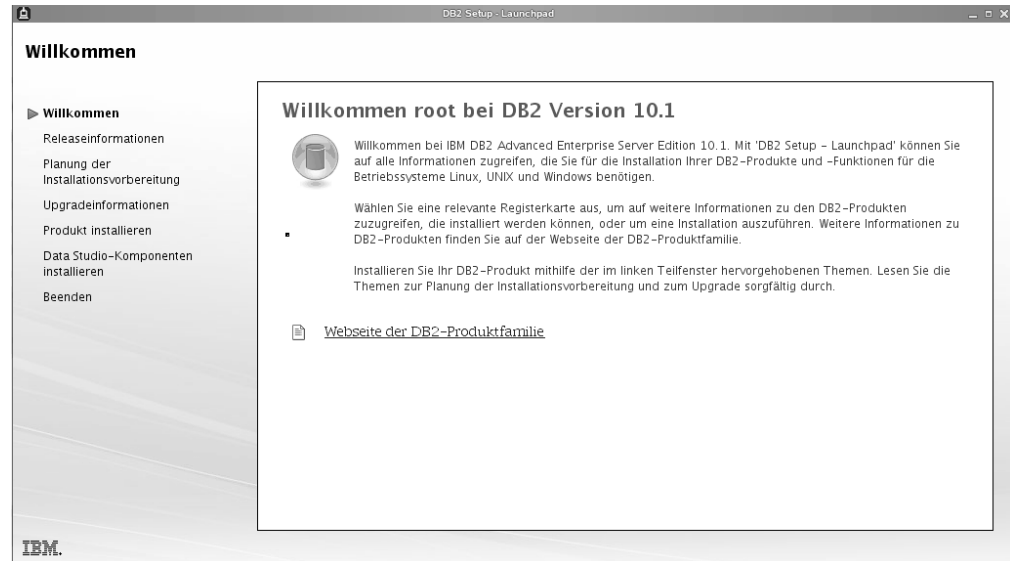 DB2 Setup - Launchpad
Willkommen
Willkommen
Releaseinformationen
Planung der
Installationsvorbereitung
Upgradeinformationen
Produkt installieren
Data Studio-Komponenten
installieren
Beenden
Willkommen root bei DB2 Version 10.1
Willkommen bei IBM DB2 Advanced Enterprise Server Edition 10.1. Mit 'DB2 Setup - Launchpad' können Sie
auf alle Informationen zugreifen, die Sie für die Installation Ihrer DB2-Produkte und -Funktionen für die
Betriebssysteme Linux, UNIX und Windows benötigen.
Wählen Sie eine relevante Registerkarte aus, um auf weitere Informationen zu den DB2-Produkten
zuzugreifen, die installiert werden können, oder um eine Installation auszuführen. Weitere Informationen zu
DB2-Produkten finden Sie auf der Webseite der DB2-Produktfamilie.
Installieren Sie Ihr DB2-Produkt mithilfe der im linken Teilfenster hervorgehobenen Themen. Lesen Sie die
Themen zur Planung der Installationsvorbereitung und zum Upgrade sorgfältig durch.
Webseite der DB2-Produktfamilie
IBM.